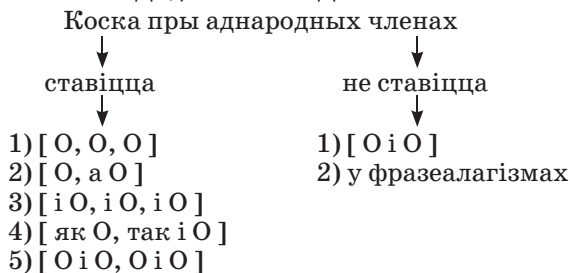 Коска пры аднародных членах
ставіцца
не ставіцца
1) [ О, О, О ]
2) [ О, а О ]
3) [ і О, і О, і О ]
4) [ як О, так і О ]
5) [ О і О, О і О ]
1) [ О і О ]
2) у фразеалагізмах